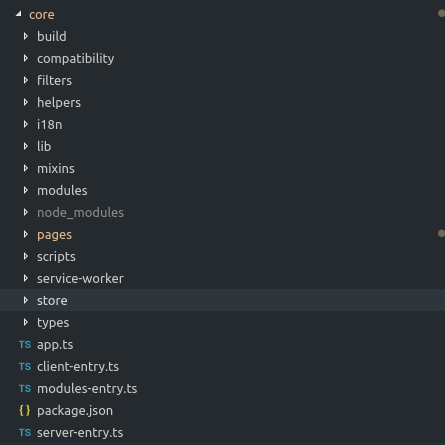 core
build
compatibility
filters
helpers
i18n
lib
mixins
modules
node_modules
pages
scripts
service-worker
store
types
TS app.ts
TS client-entry.ts
TS modules-entry.ts
{} package.json
TS server-entry.ts